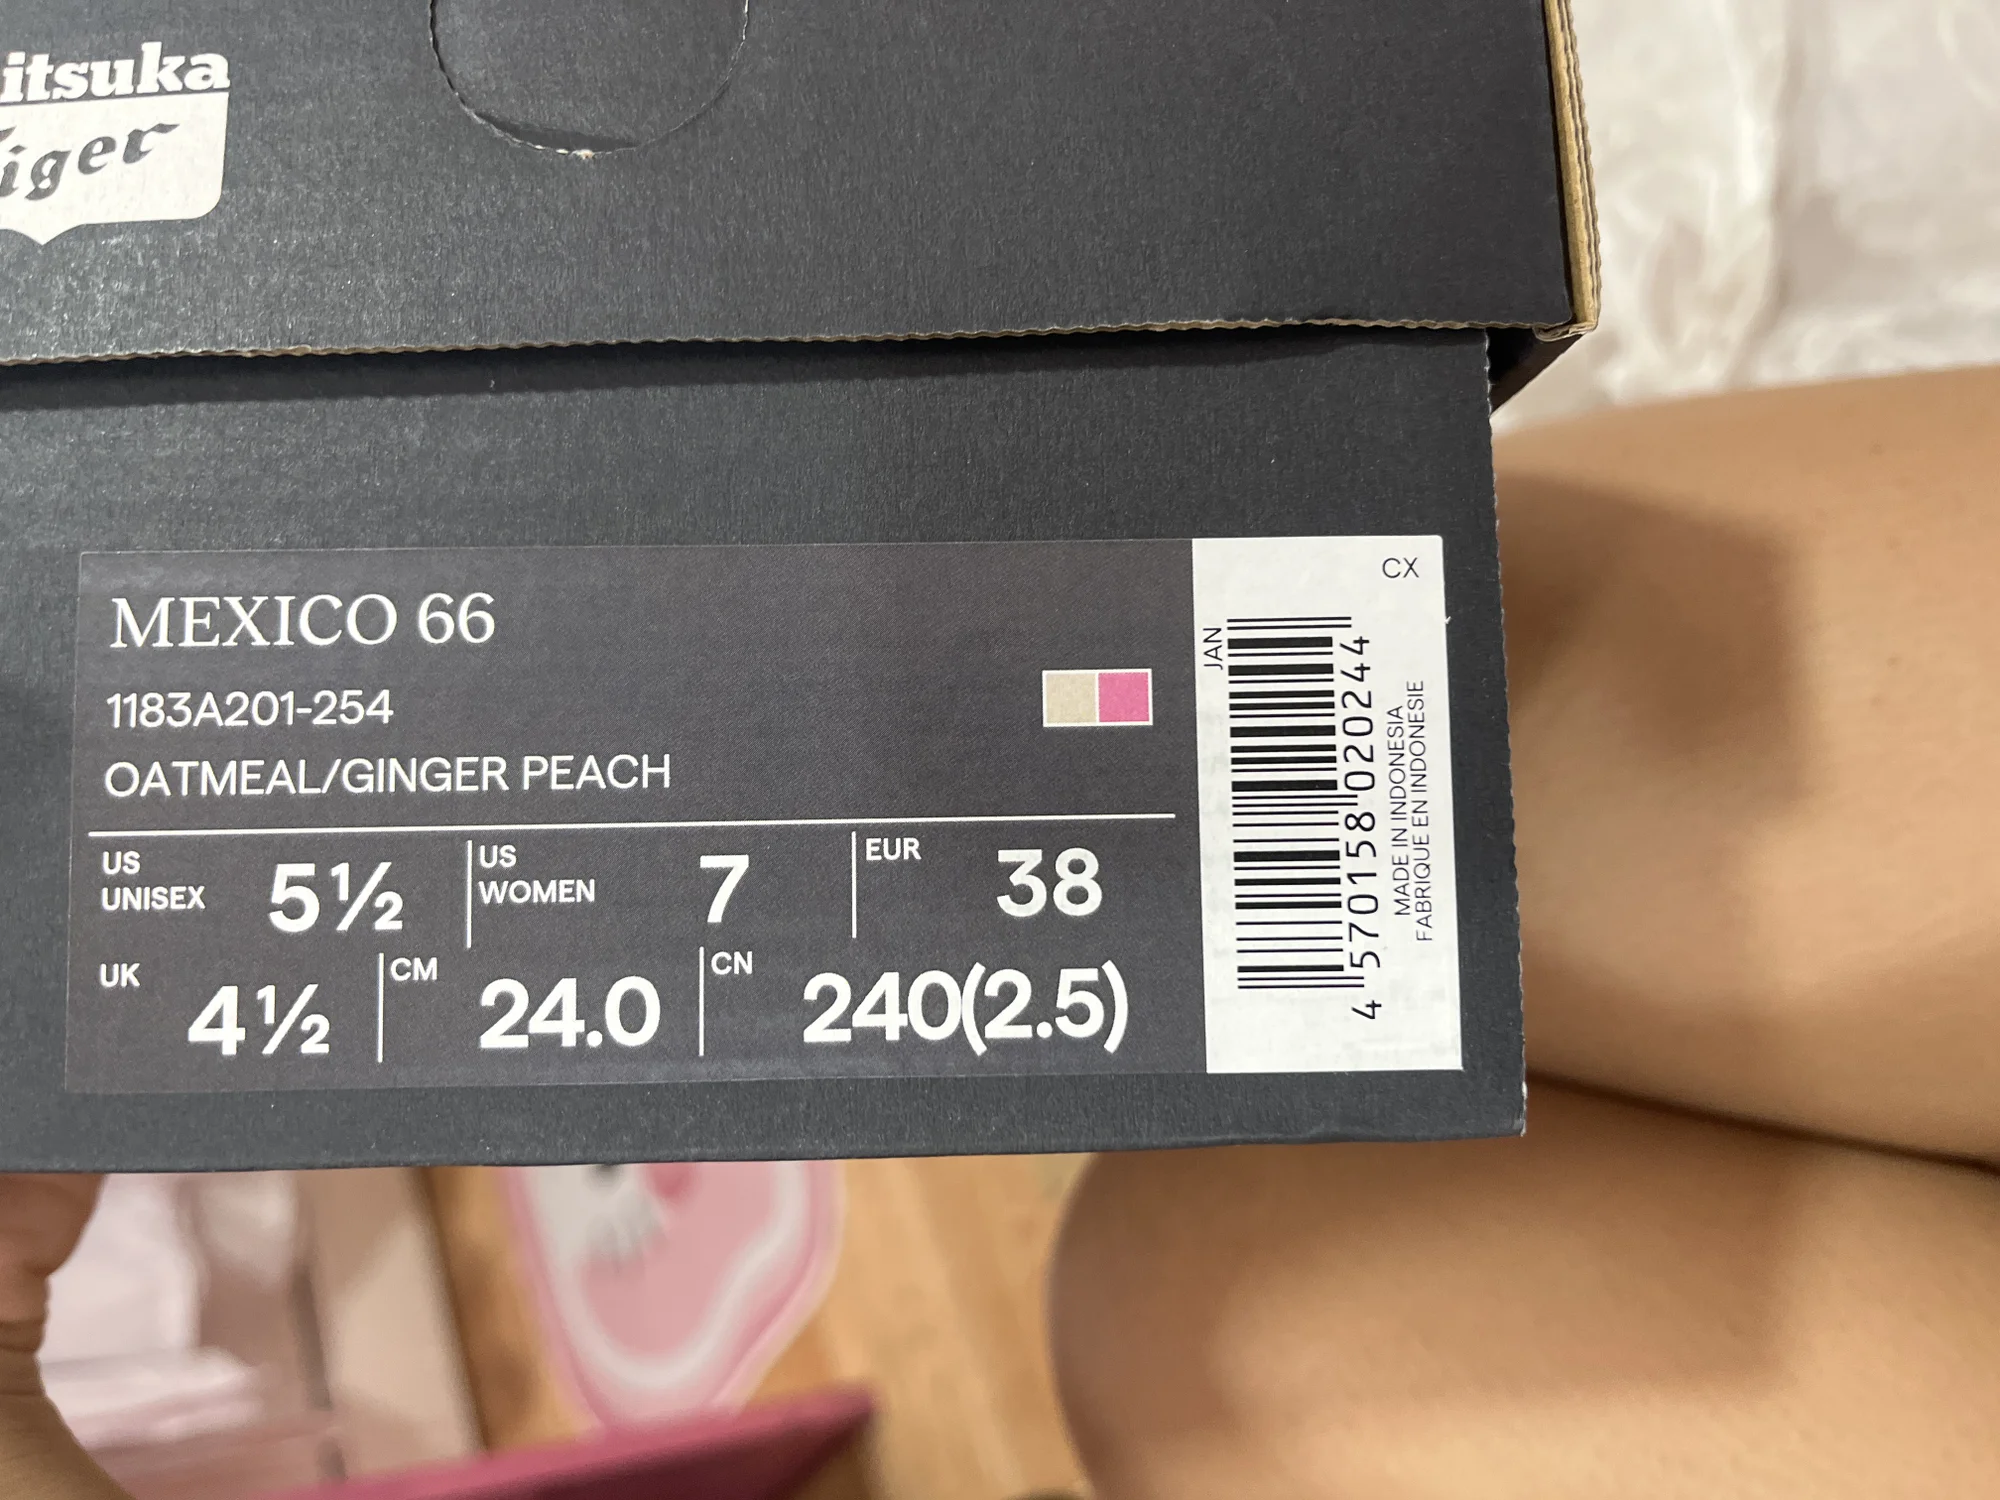 itsuka
iger
MEXICO 66
1183A201-254
OATMEAL/GINGER PEACH
US UNISEX 5½
US WOMEN 7
EUR 38
UK 4½
CM 24.0
CN 240(2.5)
CX
JAN
4 570158 020244
MADE IN INDONESIA
FABRIQUE EN INDONESIE